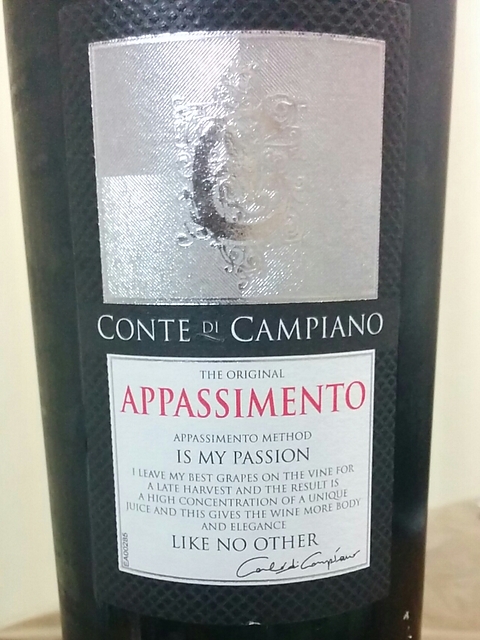 C
CONTE DI CAMPIANO
THE ORIGINAL
APPASSIMENTO
APPASSIMENTO METHOD
IS MY PASSION
I LEAVE MY BEST GRAPES ON THE VINE FOR
A LATE HARVEST AND THE RESULT IS
A HIGH CONCENTRATION OF A UNIQUE
JUICE AND THIS GIVES THE WINE MORE BODY
AND ELEGANCE
LIKE NO OTHER